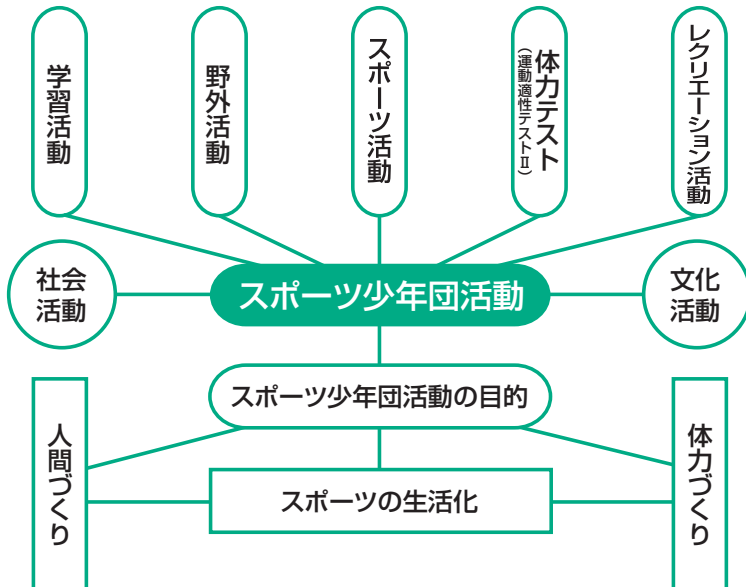 学習活動
野外活動
スポーツ活動
体力テスト
（運動適性テストⅡ）
レクリエーション活動
社会
活動
スポーツ少年団活動
文化
活動
スポーツ少年団活動の目的
人間づくり
スポーツの生活化
体力づくり